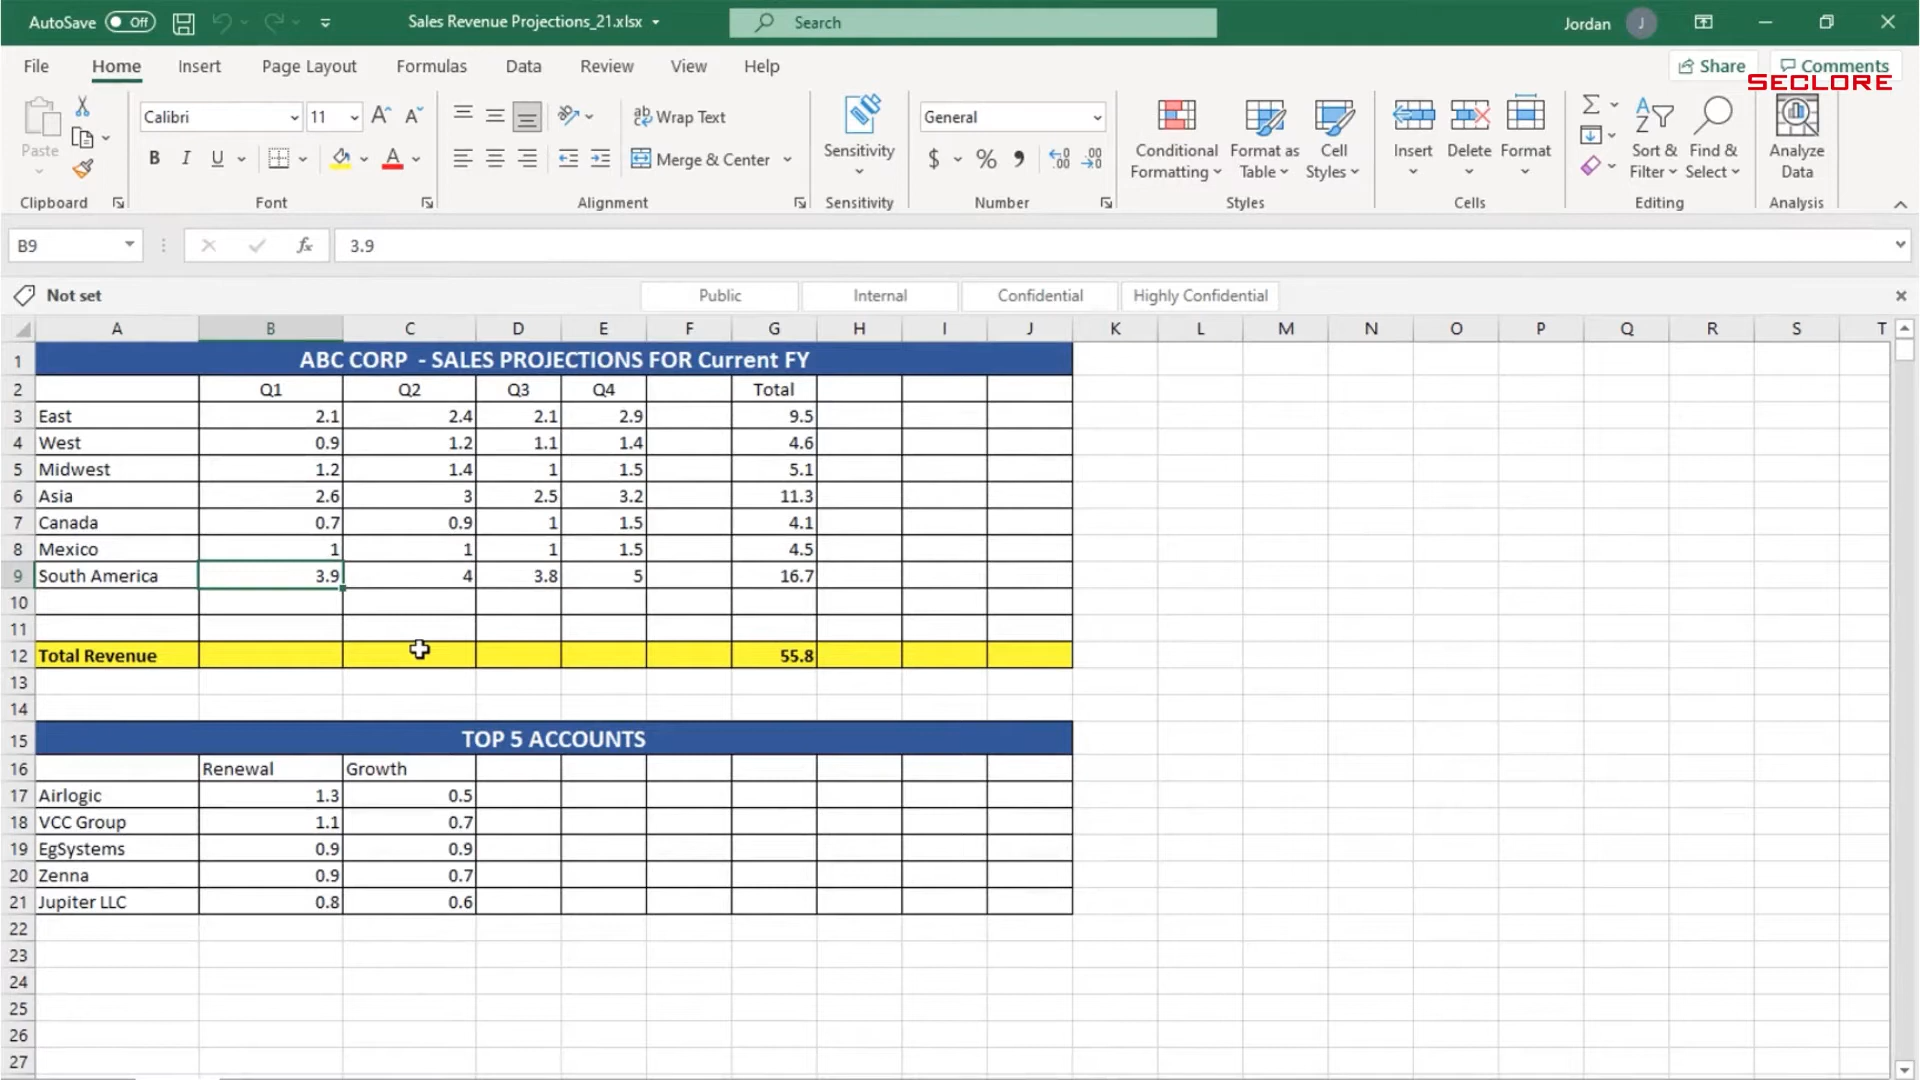 AutoSave Off Sales Revenue Projections_21.xlsx Search Jordan J
File Home Insert Page Layout Formulas Data Review View Help Share Comments
SECLORE
Paste Calibri 11 Wrap Text Sensitivity General Conditional Formatting Format as Table Cell Styles Insert Delete Format Sort & Filter Find & Select Analyze Data
B I U A Merge & Center $ % 9
Clipboard Font Alignment Sensitivity Number Styles Cells Editing Analysis
B9 fx 3.9
Not set Public Internal Confidential Highly Confidential
A B C D E F G H I J K L M N O P Q R S T
1 ABC CORP - SALES PROJECTIONS FOR Current FY
2 Q1 Q2 Q3 Q4 Total
3 East 2.1 2.4 2.1 2.9 9.5
4 West 0.9 1.2 1.1 1.4 4.6
5 Midwest 1.2 1.4 1 1.5 5.1
6 Asia 2.6 3 2.5 3.2 11.3
7 Canada 0.7 0.9 1 1.5 4.1
8 Mexico 1 1 1 1.5 4.5
9 South America 3.9 4 3.8 5 16.7
10
11
12 Total Revenue 55.8
13
14
15 TOP 5 ACCOUNTS
16 Renewal Growth
17 Airlogic 1.3 0.5
18 VCC Group 1.1 0.7
19 EgSystems 0.9 0.9
20 Zenna 0.9 0.7
21 Jupiter LLC 0.8 0.6
22
23
24
25
26
27